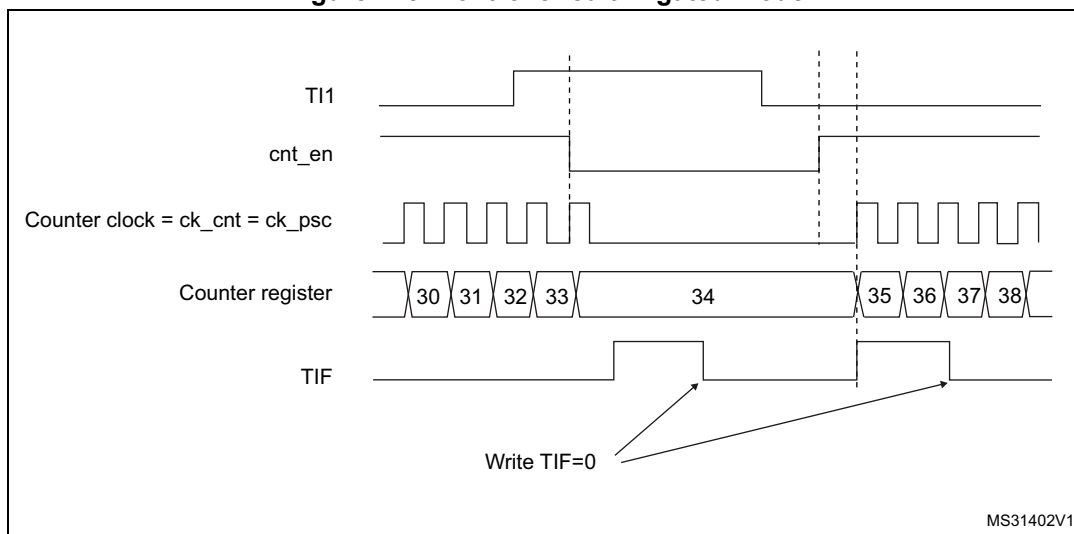 TI1
cnt_en
Counter clock = ck_cnt = ck_psc
Counter register
30 31 32 33 34 35 36 37 38
TIF
Write TIF=0
MS31402V1